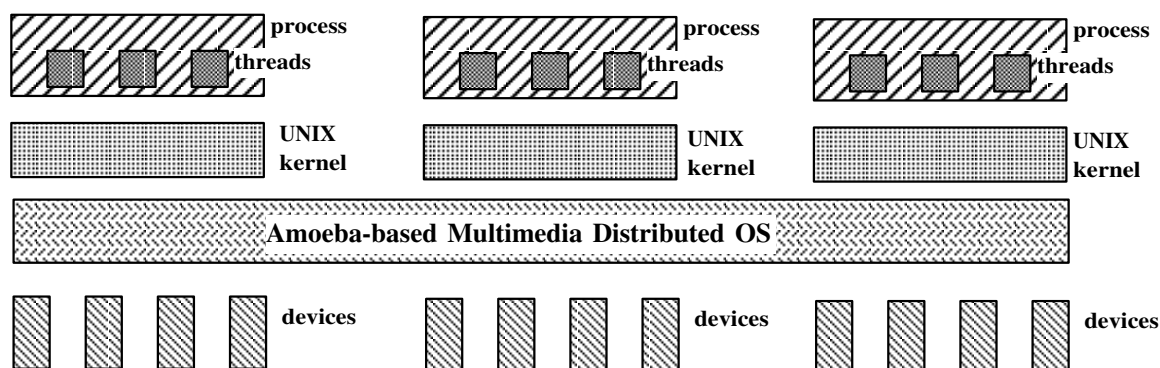 process
threads
process
threads
process
threads
UNIX
kernel
UNIX
kernel
UNIX
kernel
Amoeba-based Multimedia Distributed OS
devices
devices
devices